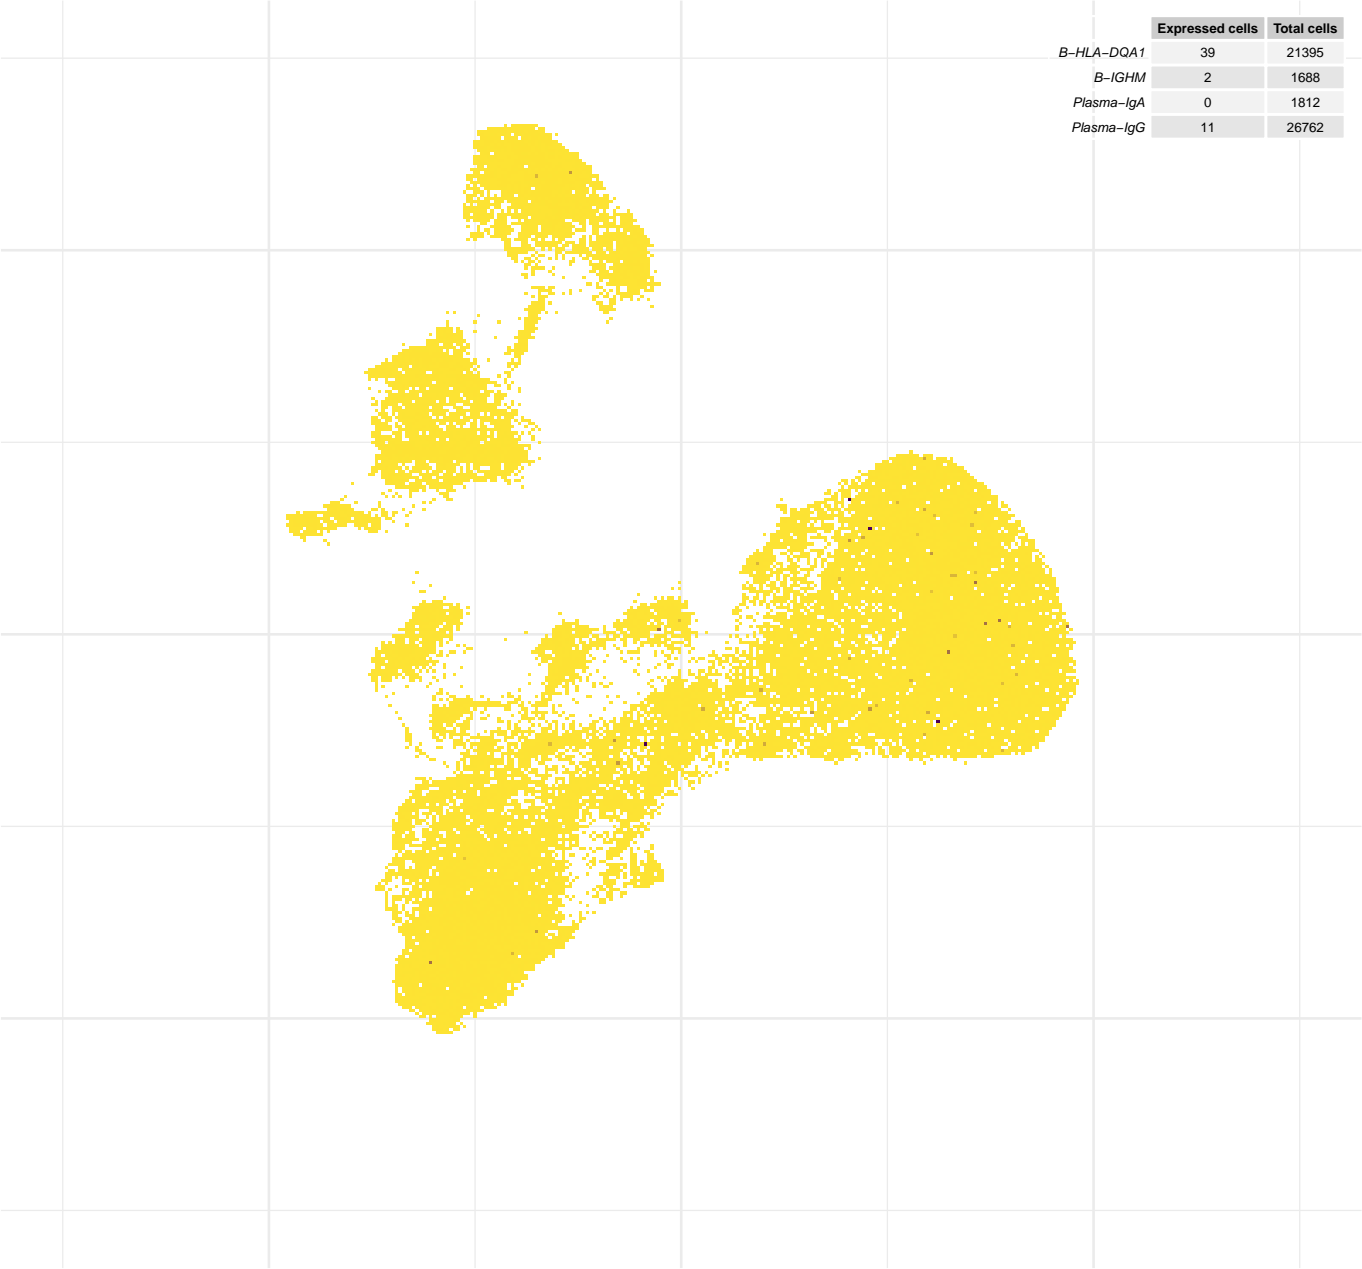 Expressed cells Total cells
B−HLA−DQA1 39 21395
B−IGHM 2 1688
Plasma−IgA 0 1812
Plasma−IgG 11 26762